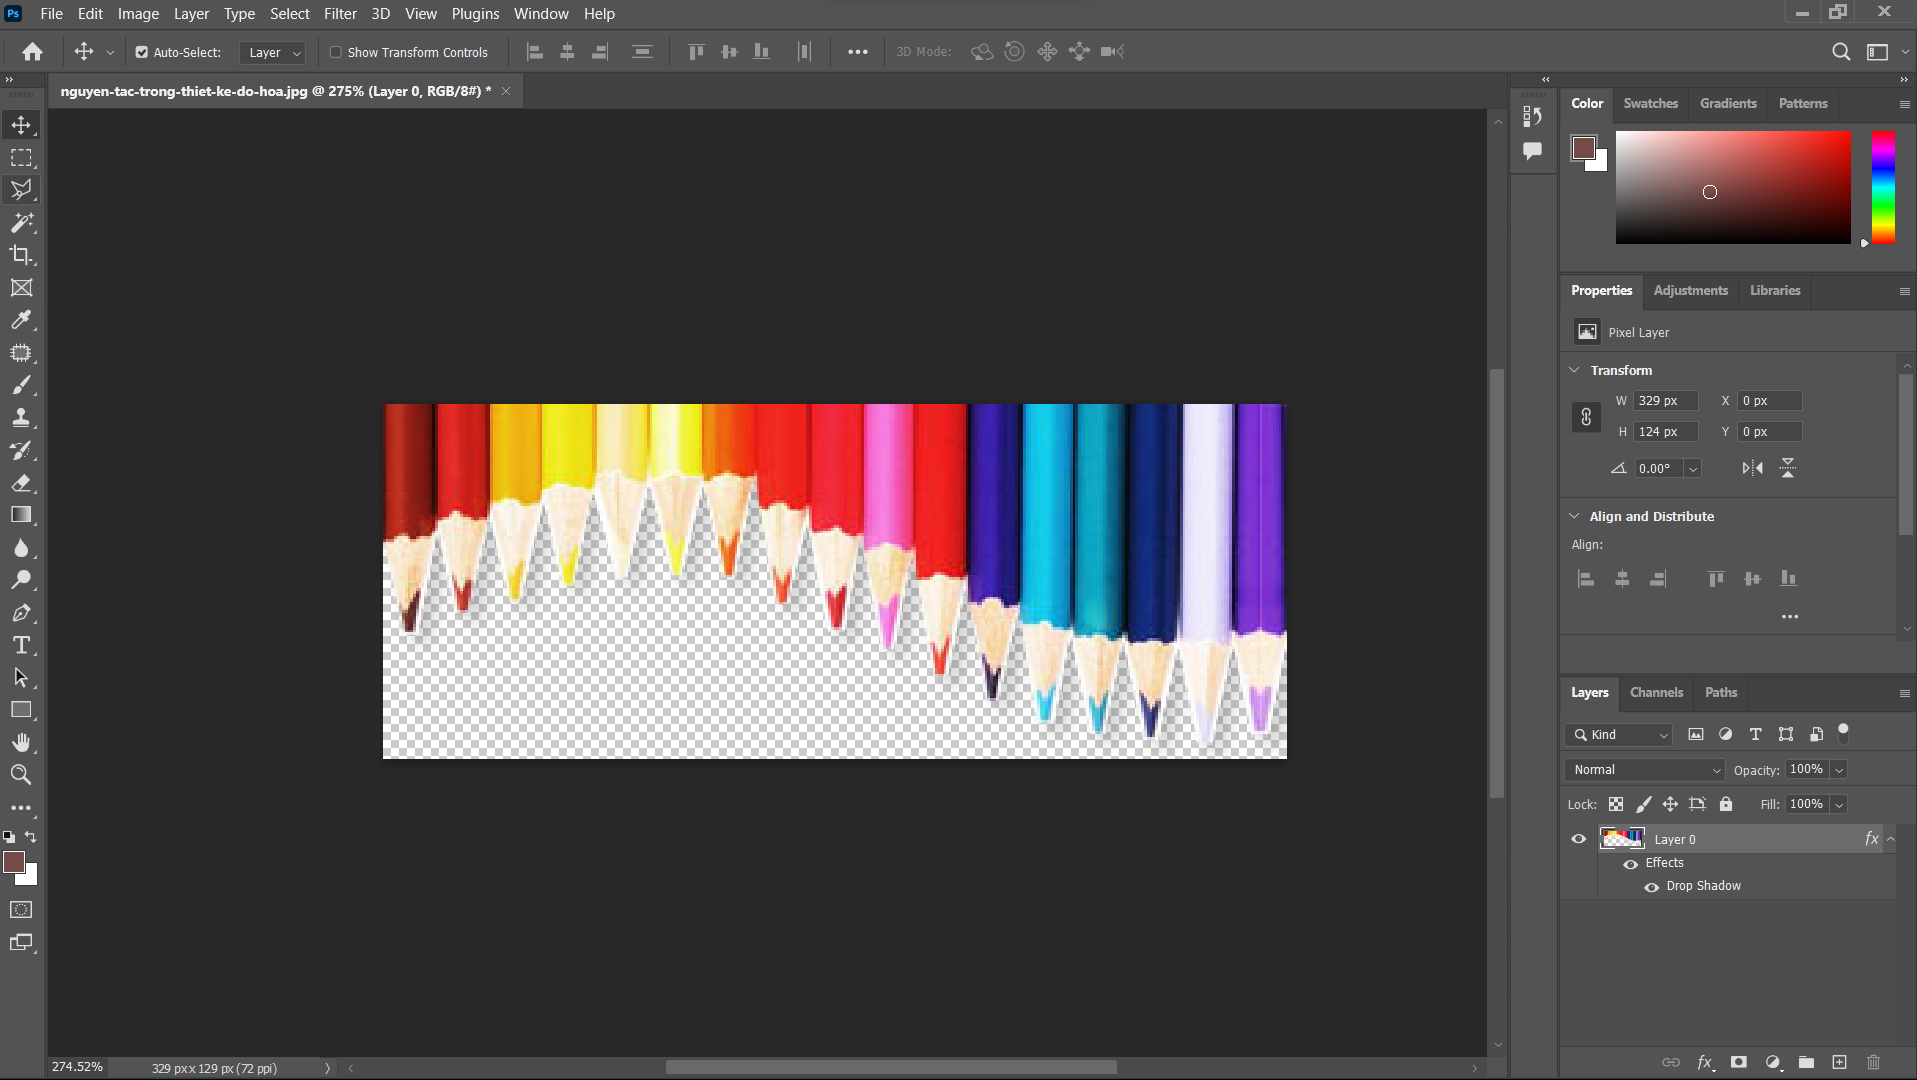 Ps File Edit Image Layer Type Select Filter 3D View Plugins Window Help
Auto-Select: Layer Show Transform Controls 3D Mode:
nguyen-tac-trong-thiet-ke-do-hoa.jpg @ 275% (Layer 0, RGB/8#) *
Color Swatches Gradients Patterns
Properties Adjustments Libraries
Pixel Layer
Transform
W 329 px X 0 px
H 124 px Y 0 px
0.00°
Align and Distribute
Align:
Layers Channels Paths
Kind
Normal Opacity: 100%
Lock: Fill: 100%
Layer 0 fx
Effects
Drop Shadow
274.52% 329 px x 129 px (72 ppi)
fx